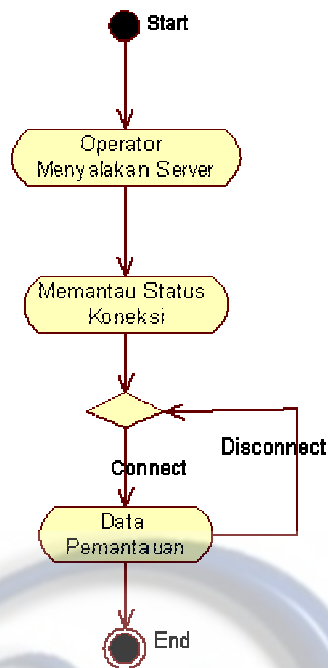 Start
Operator
Menyalakan Server
Memantau Status
Koneksi
Disconnect
Connect
Data
Pemantauan
End